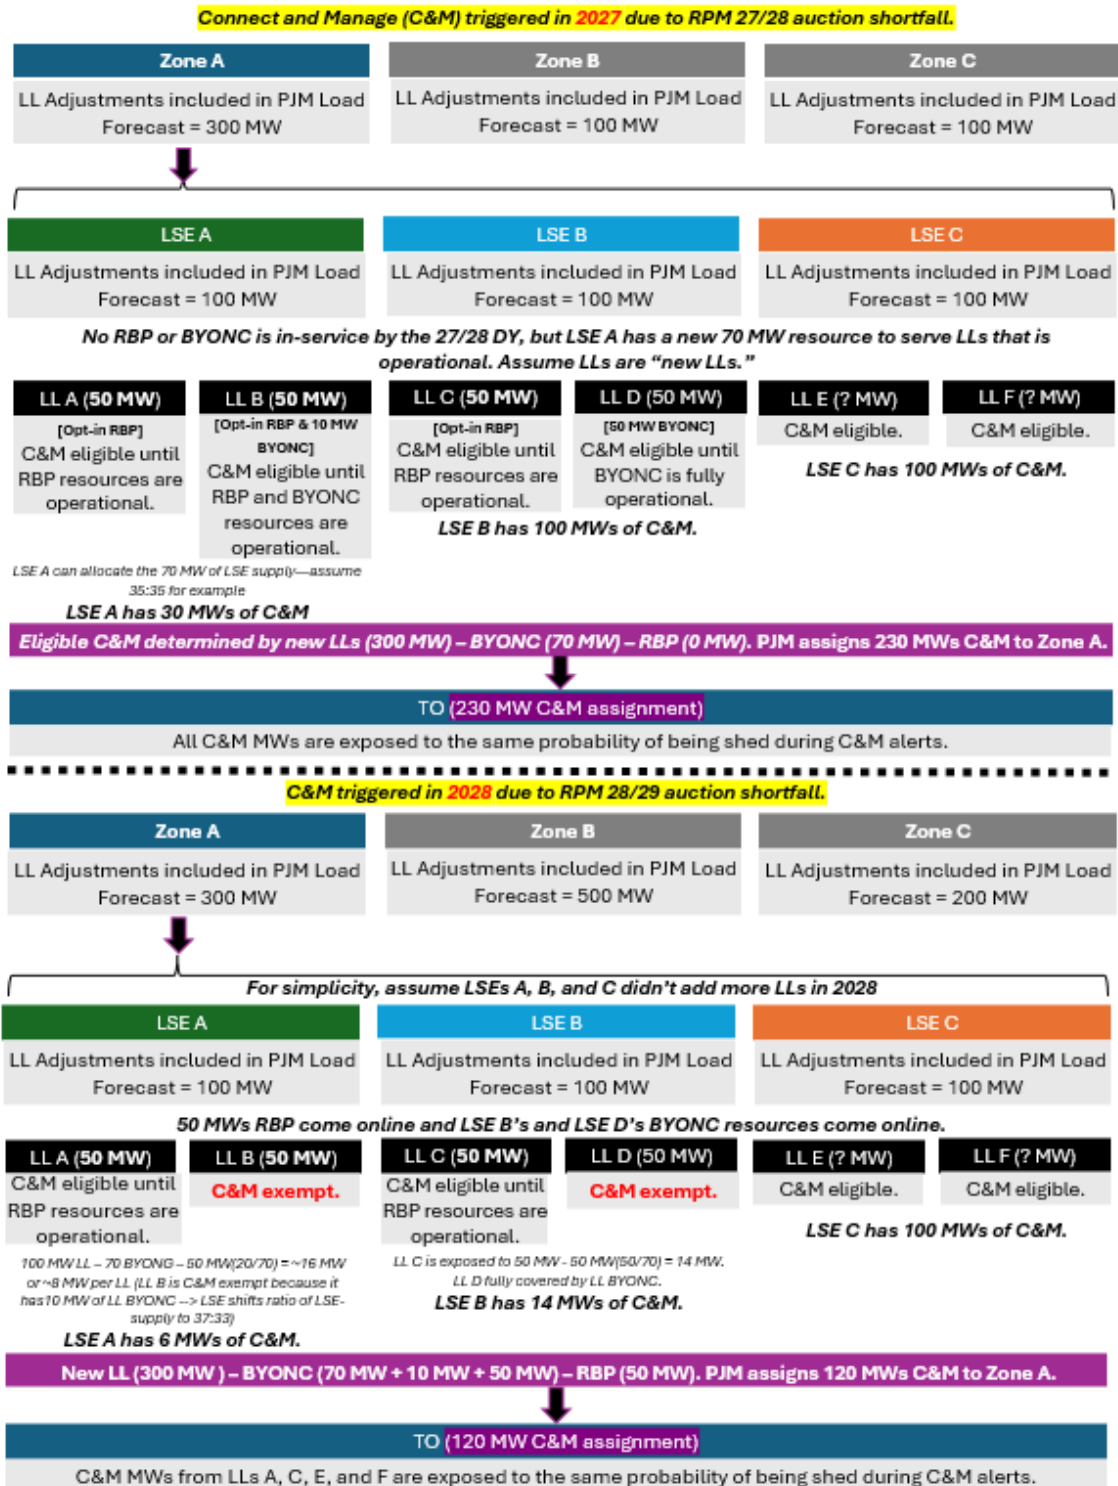 Connect and Manage (C&M) triggered in 2027 due to RPM 27/28 auction shortfall.
Zone A
LL Adjustments included in PJM Load
Forecast = 300 MW
Zone B
LL Adjustments included in PJM Load
Forecast = 100 MW
Zone C
LL Adjustments included in PJM Load
Forecast = 100 MW
LSE A
LL Adjustments included in PJM Load
Forecast = 100 MW
LSE B
LL Adjustments included in PJM Load
Forecast = 100 MW
LSE C
LL Adjustments included in PJM Load
Forecast = 100 MW
No RBP or BYONC is in-service by the 27/28 DY, but LSE A has a new 70 MW resource to serve LLs that is
operational. Assume LLs are “new LLs.”
LL A (50 MW)
[Opt-in RBP]
C&M eligible until
RBP resources are
operational.
LL B (50 MW)
[Opt-in RBP & 10 MW
BYONC]
C&M eligible until
RBP and BYONC
resources are
operational.
LSE A can allocate the 70 MW of LSE supply—assume
35:35 for example
LSE A has 30 MWs of C&M
LL C (50 MW)
[Opt-in RBP]
C&M eligible until
RBP resources are
operational.
LL D (50 MW)
[50 MW BYONC]
C&M eligible until
BYONC is fully
operational.
LSE B has 100 MWs of C&M.
LL E (? MW)
C&M eligible.
LL F (? MW)
C&M eligible.
LSE C has 100 MWs of C&M.
Eligible C&M determined by new LLs (300 MW) – BYONC (70 MW) – RBP (0 MW). PJM assigns 230 MWs C&M to Zone A.
TO (230 MW C&M assignment)
All C&M MWs are exposed to the same probability of being shed during C&M alerts.
C&M triggered in 2028 due to RPM 28/29 auction shortfall.
Zone A
LL Adjustments included in PJM Load
Forecast = 300 MW
Zone B
LL Adjustments included in PJM Load
Forecast = 500 MW
Zone C
LL Adjustments included in PJM Load
Forecast = 200 MW
For simplicity, assume LSEs A, B, and C didn’t add more LLs in 2028
LSE A
LL Adjustments included in PJM Load
Forecast = 100 MW
LSE B
LL Adjustments included in PJM Load
Forecast = 100 MW
LSE C
LL Adjustments included in PJM Load
Forecast = 100 MW
50 MWs RBP come online and LSE B’s and LSE D’s BYONC resources come online.
LL A (50 MW)
C&M eligible until
RBP resources are
operational.
LL B (50 MW)
C&M exempt.
100 MW LL – 70 BYONG – 50 MW(20/70) = ~16 MW
or ~8 MW per LL (LL B is C&M exempt because it
has10 MW of LL BYONC --> LSE shifts ratio of LSE-
supply to 37:33)
LSE A has 6 MWs of C&M.
LL C (50 MW)
C&M eligible until
RBP resources are
operational.
LL D (50 MW)
C&M exempt.
LL C is exposed to 50 MW - 50 MW(50/70) = 14 MW.
LL D fully covered by LL BYONC.
LSE B has 14 MWs of C&M.
LL E (? MW)
C&M eligible.
LL F (? MW)
C&M eligible.
LSE C has 100 MWs of C&M.
New LL (300 MW ) – BYONC (70 MW + 10 MW + 50 MW) – RBP (50 MW). PJM assigns 120 MWs C&M to Zone A.
TO (120 MW C&M assignment)
C&M MWs from LLs A, C, E, and F are exposed to the same probability of being shed during C&M alerts.